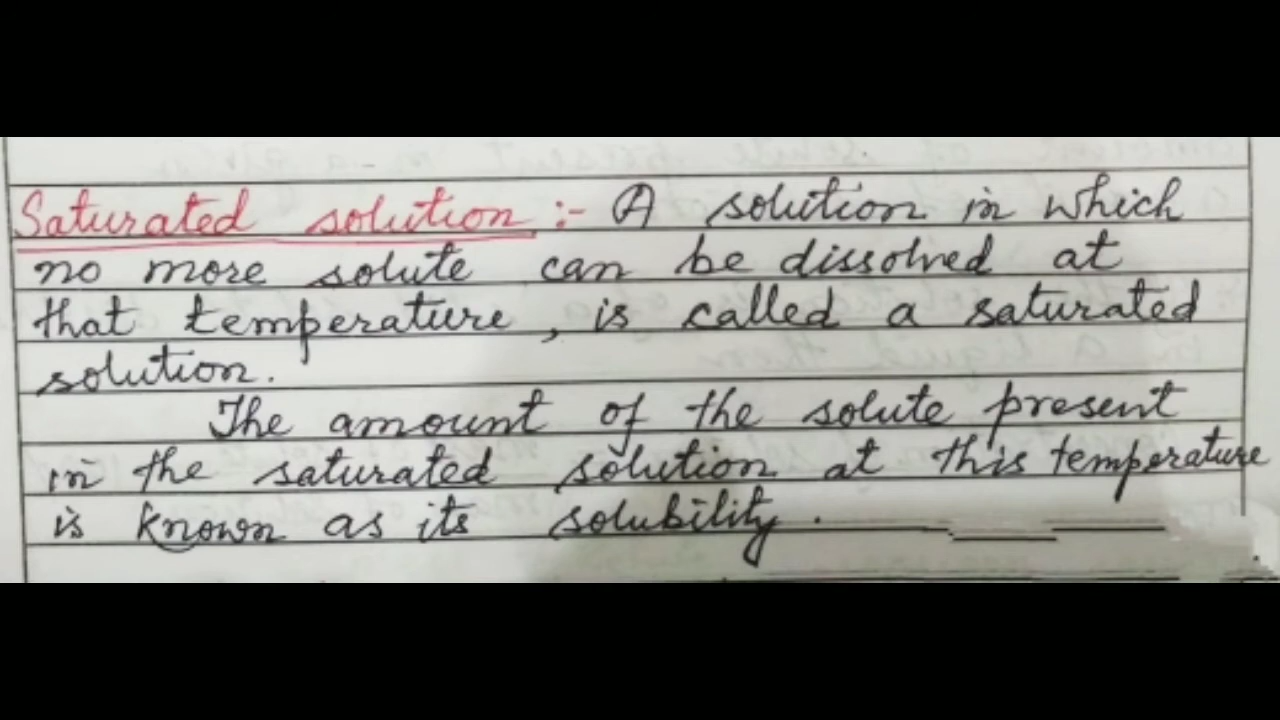 Saturated solution :- A solution in which
no more solute can be dissolved at
that temperature, is called a saturated
solution.
The amount of the solute present
in the saturated solution at this temperature
is known as its solubility.